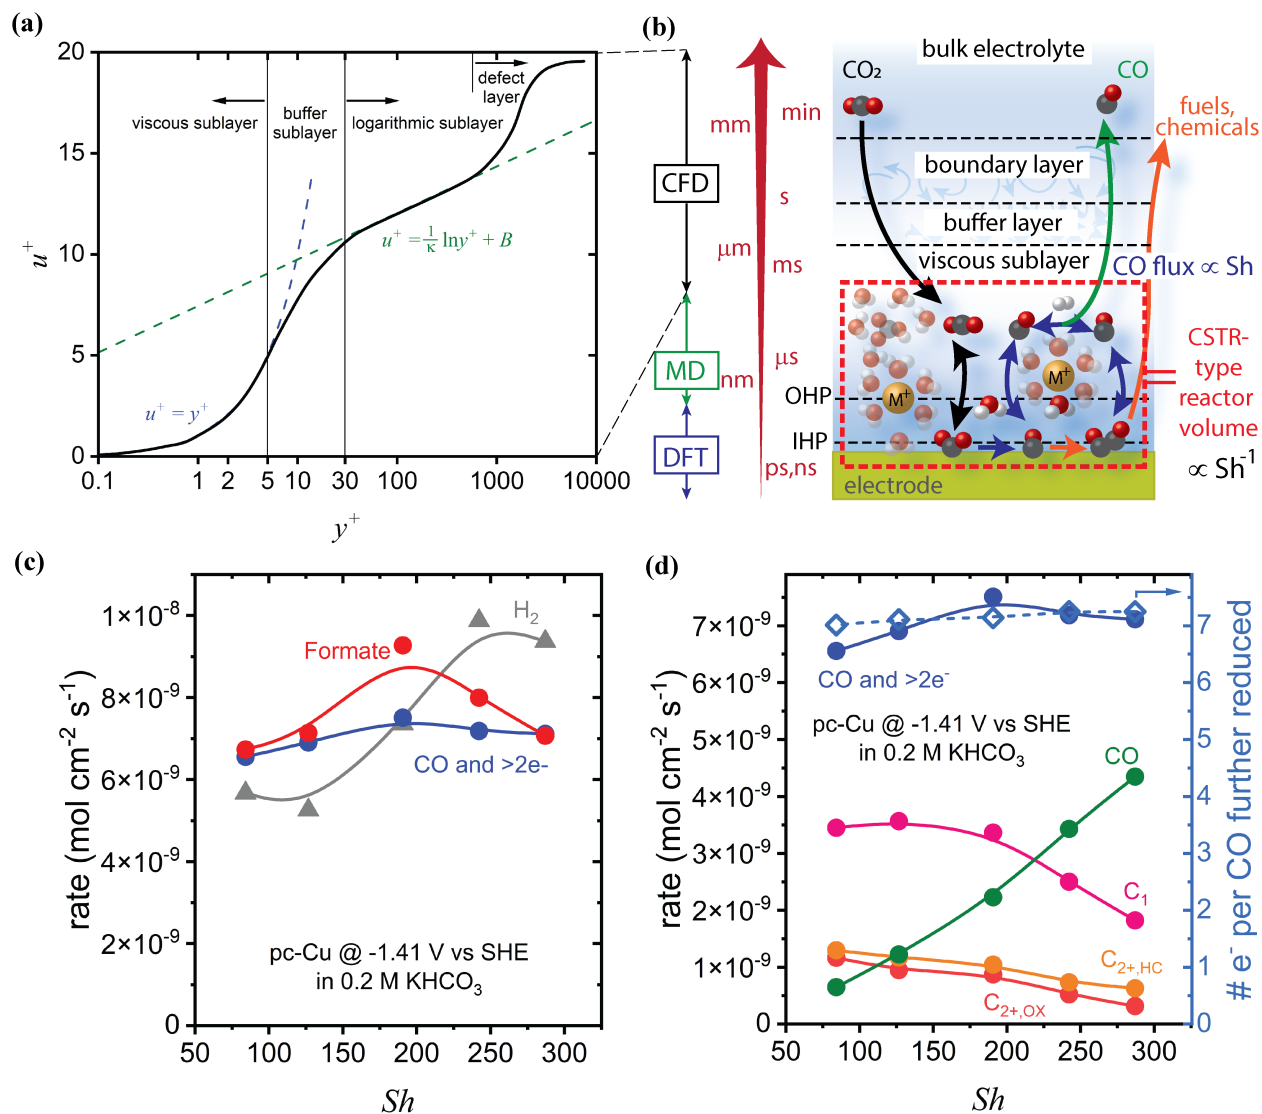 (a)
20
15
10
5
0
0.1
1
2
5
10
30
100
1000
10000
u⁺
y⁺
viscous sublayer
buffer
sublayer
logarithmic sublayer
defect
layer
u⁺ = y⁺
u⁺ = 1/κ lny⁺ + B
(b)
CFD
MD
DFT
mm
μm
nm
min
s
ms
μs
ps,ns
bulk electrolyte
CO₂
CO
fuels,
chemicals
boundary layer
buffer layer
viscous sublayer
CO flux ∝ Sh
M⁺
M⁺
OHP
IHP
electrode
CSTR-
type
reactor
volume
∝ Sh⁻¹
(c)
1×10⁻⁸
8×10⁻⁹
6×10⁻⁹
4×10⁻⁹
2×10⁻⁹
0
rate (mol cm⁻² s⁻¹)
H₂
Formate
CO and >2e-
pc-Cu @ -1.41 V vs SHE
in 0.2 M KHCO₃
50
100
150
200
250
300
Sh
(d)
7×10⁻⁹
6×10⁻⁹
5×10⁻⁹
4×10⁻⁹
3×10⁻⁹
2×10⁻⁹
1×10⁻⁹
0
rate (mol cm⁻² s⁻¹)
CO and >2e⁻
pc-Cu @ -1.41 V vs SHE
in 0.2 M KHCO₃
CO
C₁
C₂₊,HC
C₂₊,OX
7
6
5
4
3
2
1
0
# e⁻ per CO further reduced
50
100
150
200
250
300
Sh